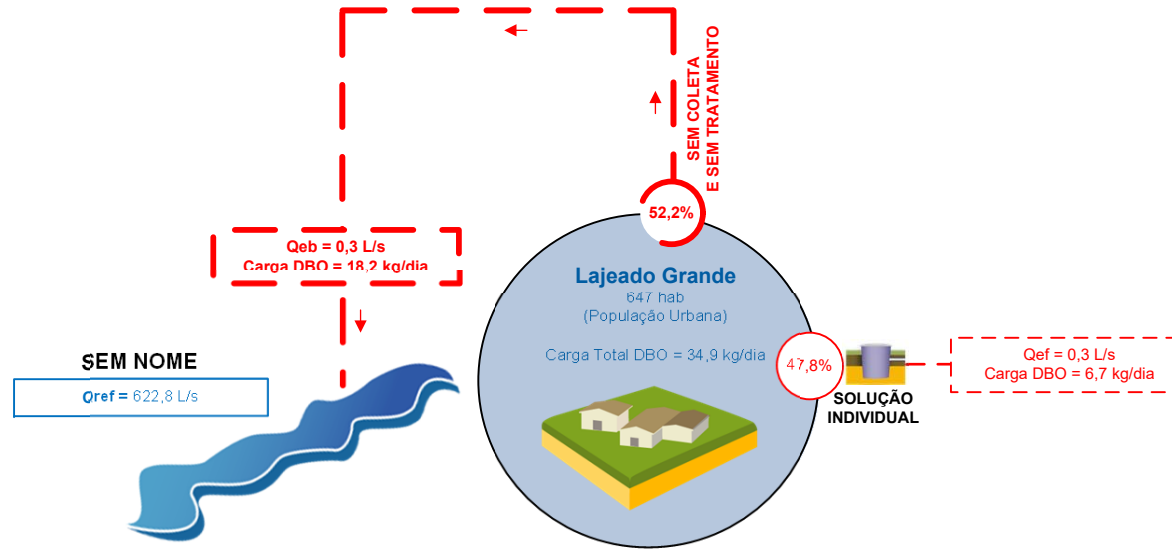 SEM COLETA
E SEM TRATAMENTO
52,2%
Qeb = 0,3 L/s
Carga DBO = 18,2 kg/dia
Lajeado Grande
647 hab
(População Urbana)
Carga Total DBO = 34,9 kg/dia
47,8%
SOLUÇÃO
INDIVIDUAL
Qef = 0,3 L/s
Carga DBO = 6,7 kg/dia
SEM NOME
Qref = 622,8 L/s